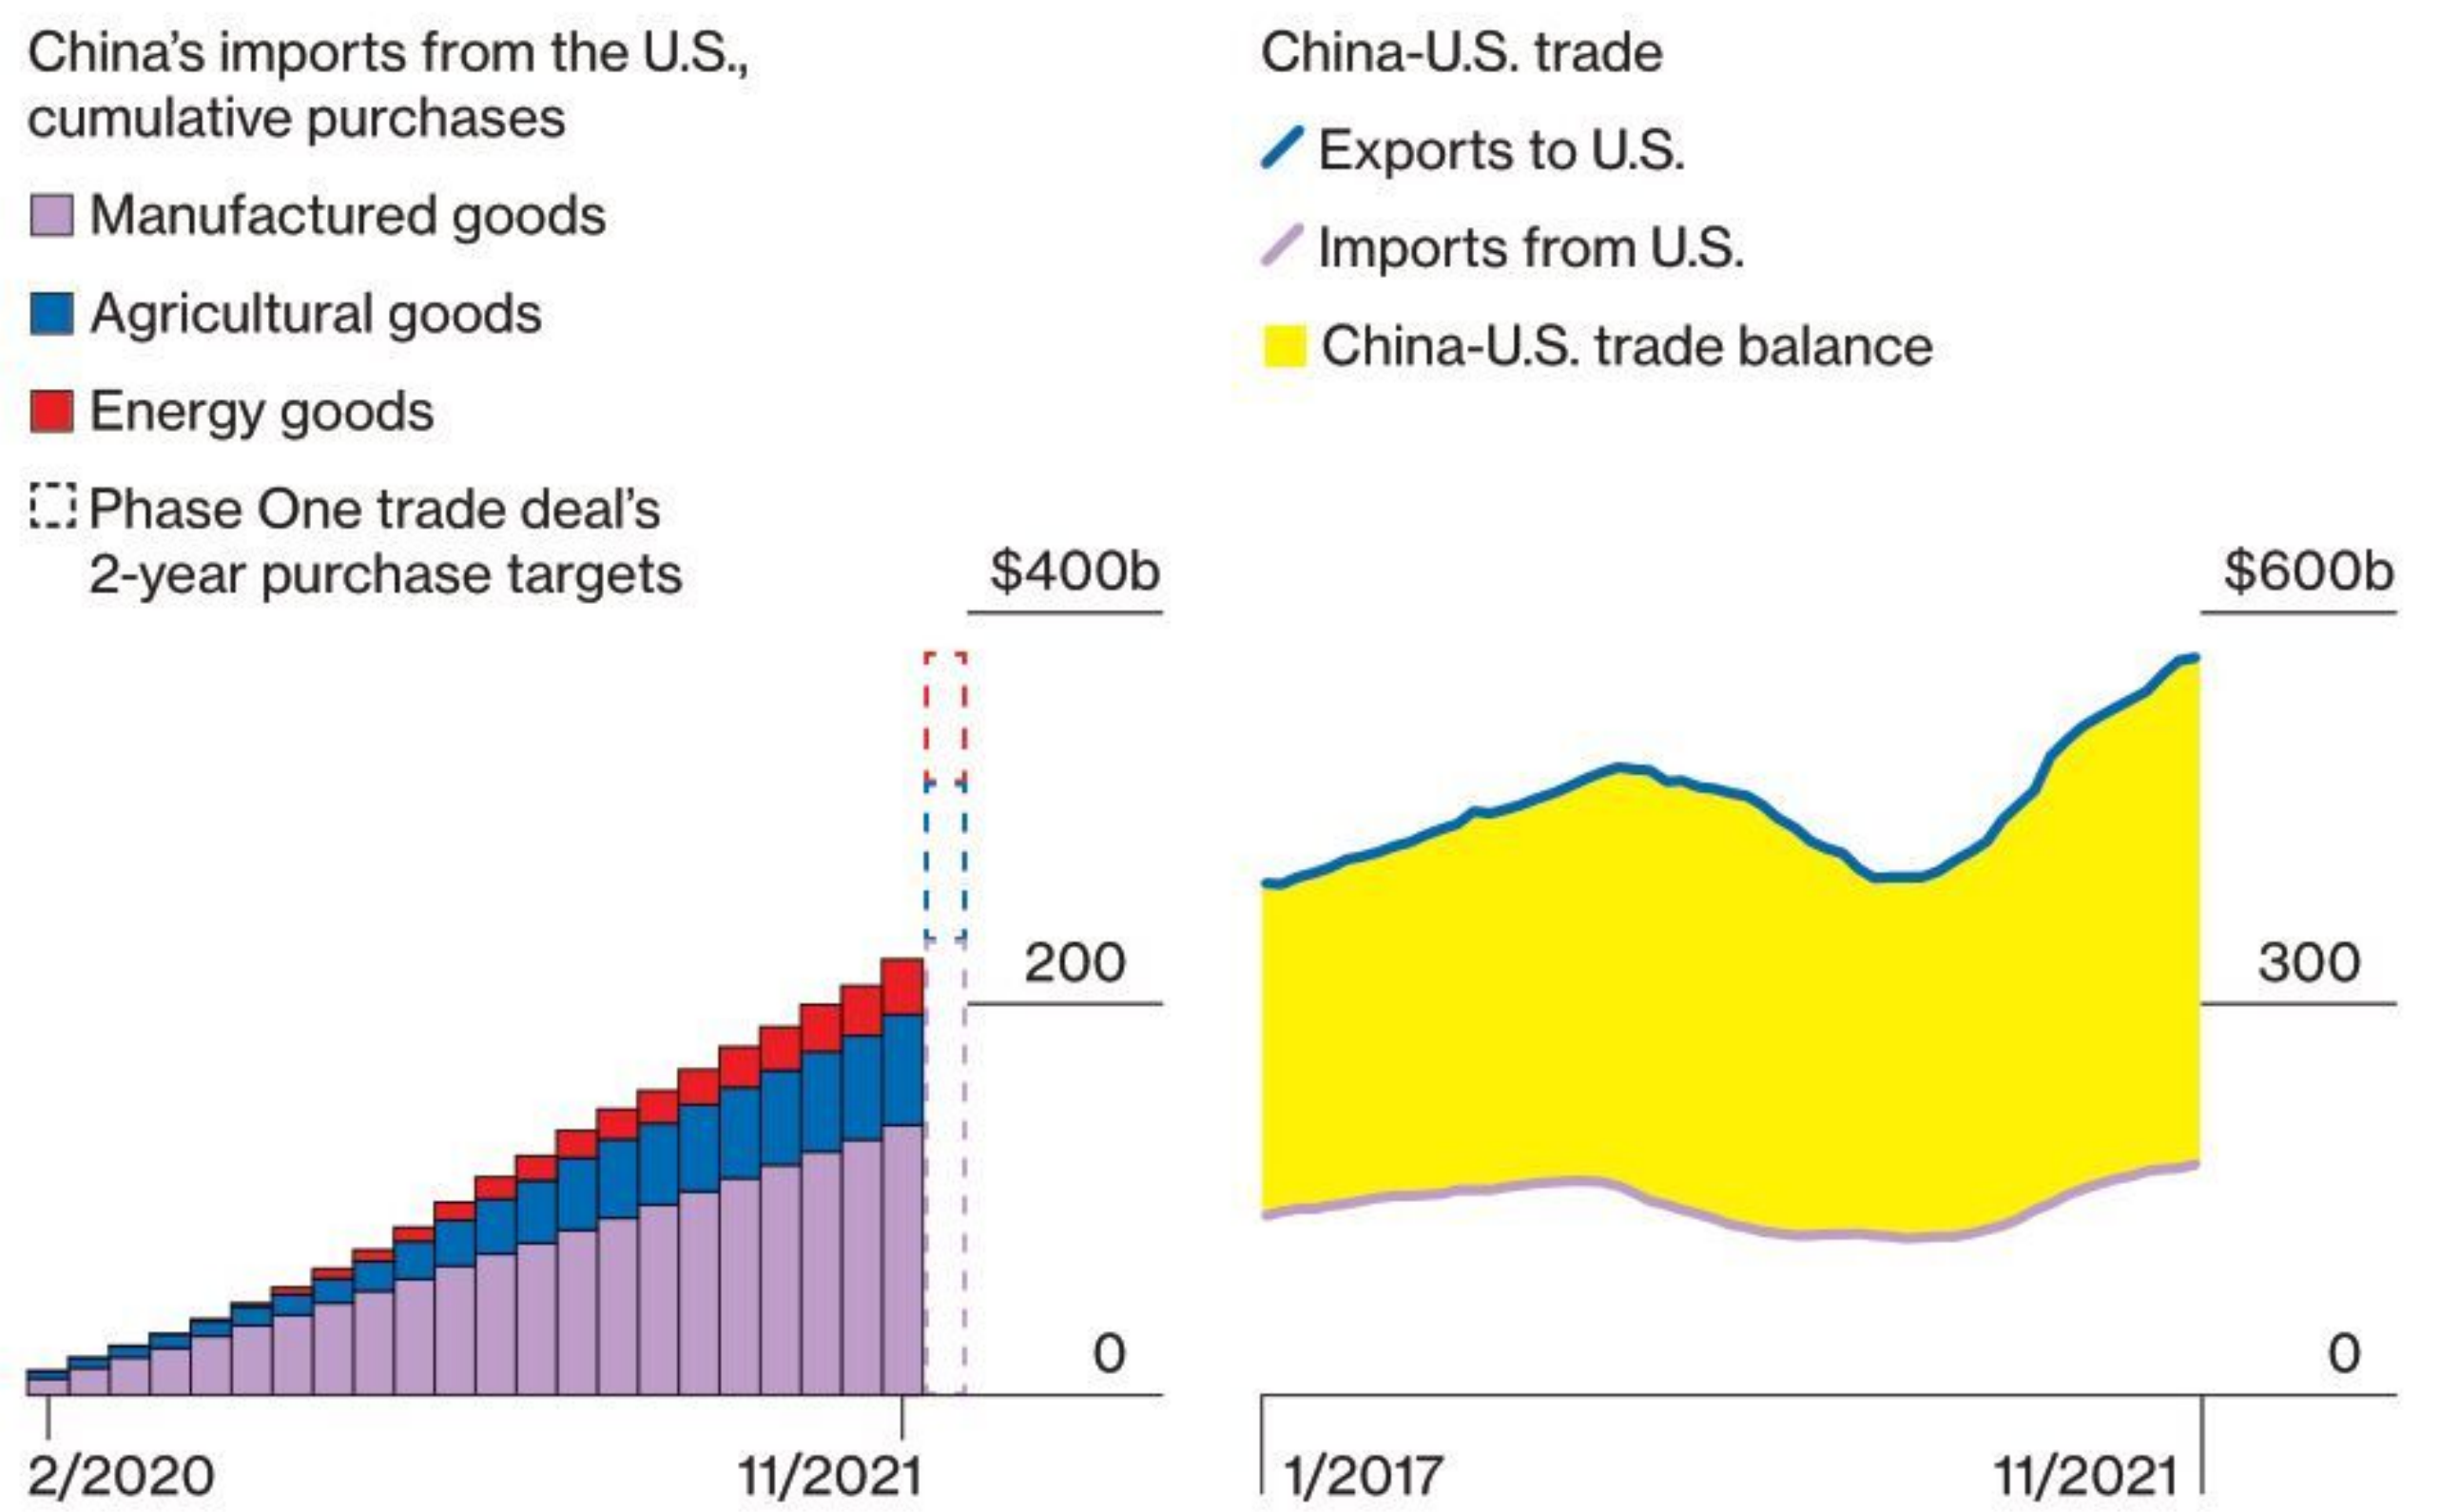 China's imports from the U.S.,
cumulative purchases
Manufactured goods
Agricultural goods
Energy goods
Phase One trade deal's
2-year purchase targets
$400b
200
0
2/2020
11/2021
China-U.S. trade
Exports to U.S.
Imports from U.S.
China-U.S. trade balance
$600b
300
0
1/2017
11/2021